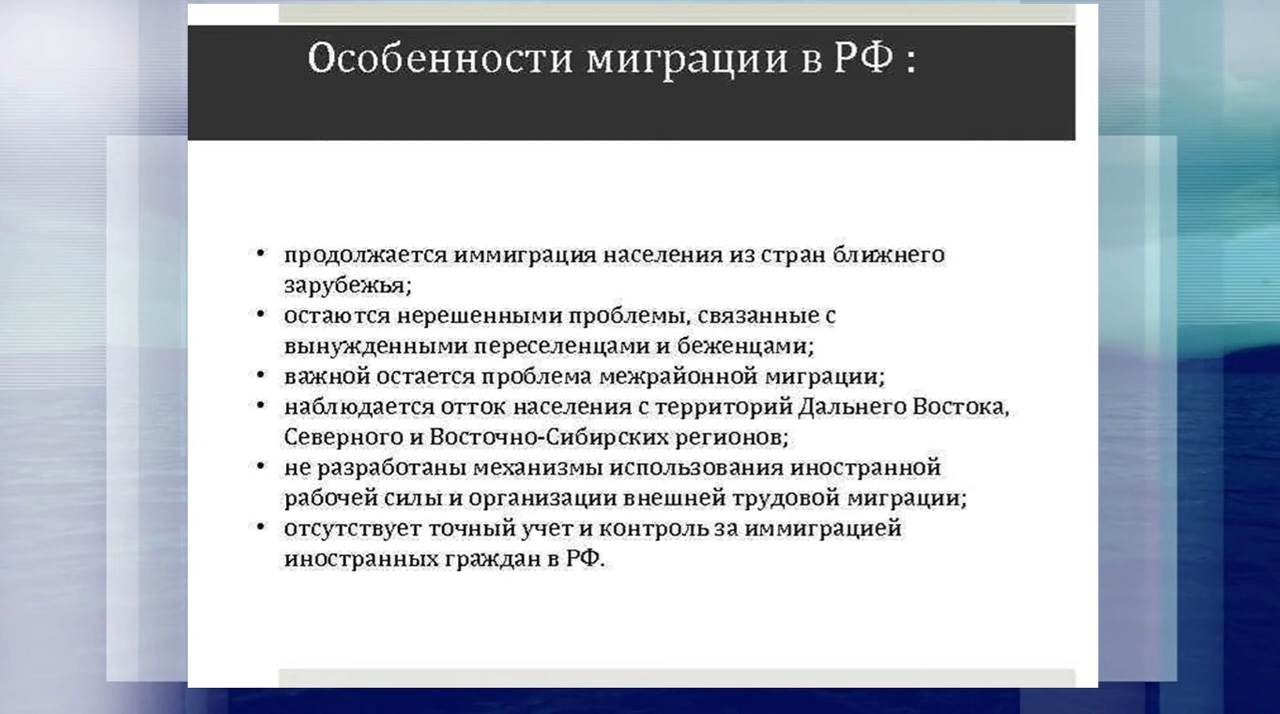 Особенности миграции в РФ :
• продолжается иммиграция населения из стран ближнего
зарубежья;
• остаются нерешенными проблемы, связанные с
вынужденными переселенцами и беженцами;
• важной остается проблема межрайонной миграции;
• наблюдается отток населения с территорий Дальнего Востока,
Северного и Восточно-Сибирских регионов;
• не разработаны механизмы использования иностранной
рабочей силы и организации внешней трудовой миграции;
• отсутствует точный учет и контроль за иммиграцией
иностранных граждан в РФ.